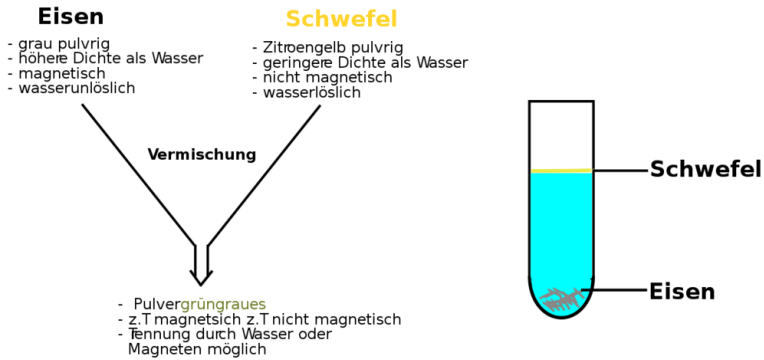 Eisen
- grau pulvrig
- höhere Dichte als Wasser
- magnetisch
- wasserunlöslich
Schwefel
- Zitroengelb pulvrig
- geringere Dichte als Wasser
- nicht magnetisch
- wasserlöslich
Vermischung
- Pulvergrüngraues
- z.T magnetsich z.T nicht magnetisch
- Tennung durch Wasser oder
Magneten möglich
Schwefel
Eisen